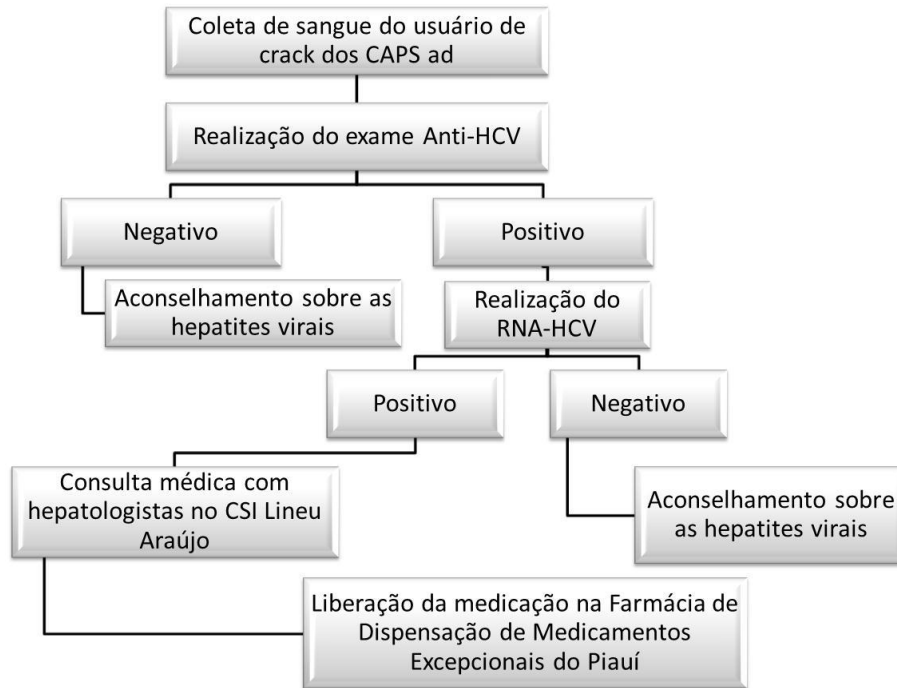 Coleta de sangue do usuário de
crack dos CAPS ad
Realização do exame Anti-HCV
Negativo
Positivo
Aconselhamento sobre as
hepatites virais
Realização do
RNA-HCV
Positivo
Negativo
Consulta médica com
hepatologistas no CSI Lineu
Araújo
Aconselhamento sobre
as hepatites virais
Liberação da medicação na Farmácia de
Dispensação de Medicamentos
Excepcionais do Piauí